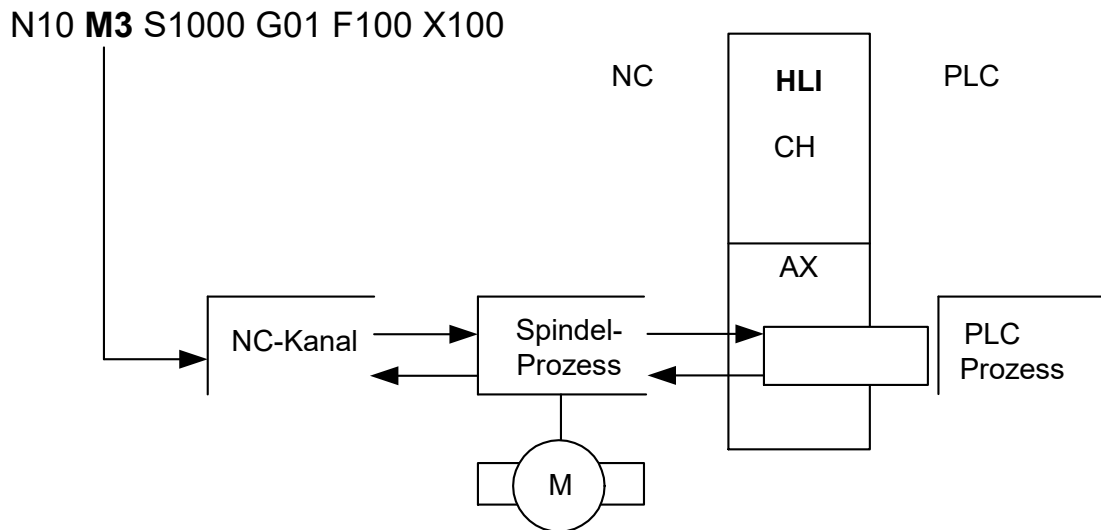 N10 M3 S1000 G01 F100 X100
NC
HLI
PLC
CH
AX
NC-Kanal
Spindel-
Prozess
PLC
Prozess
M